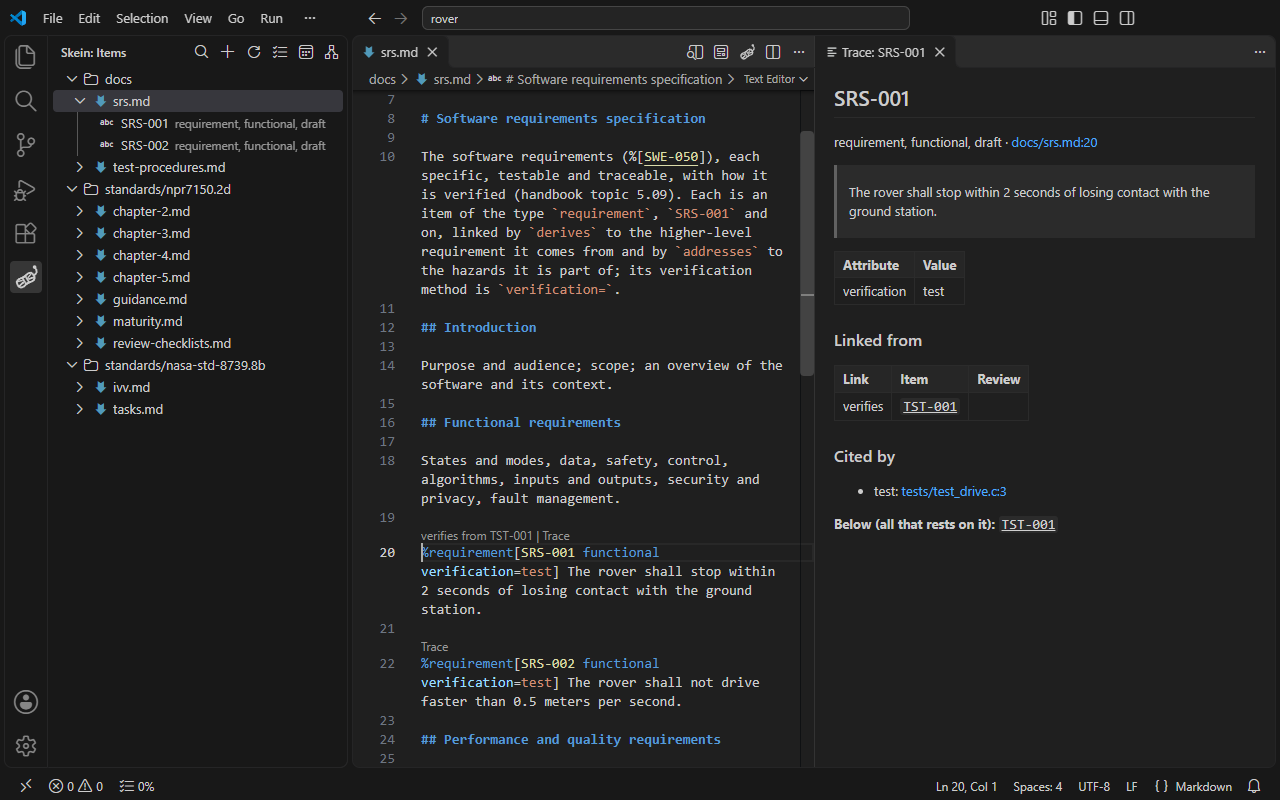 File Edit Selection View Go Run ···
rover
Skein: Items
docs
srs.md
SRS-001 requirement, functional, draft
SRS-002 requirement, functional, draft
test-procedures.md
standards/npr7150.2d
chapter-2.md
chapter-3.md
chapter-4.md
chapter-5.md
guidance.md
maturity.md
review-checklists.md
standards/nasa-std-8739.8b
ivv.md
tasks.md
srs.md
docs > srs.md > abc # Software requirements specification > Text Editor
7
8 # Software requirements specification
9
10 The software requirements (%[SWE-050]), each
specific, testable and traceable, with how it
is verified (handbook topic 5.09). Each is an
item of the type `requirement`, `SRS-001` and
on, linked by `derives` to the higher-level
requirement it comes from and by `addresses` to
the hazards it is part of; its verification
method is `verification=`.
11
12 ## Introduction
13
14 Purpose and audience; scope; an overview of the
software and its context.
15
16 ## Functional requirements
17
18 States and modes, data, safety, control,
algorithms, inputs and outputs, security and
privacy, fault management.
19
verifies from TST-001 | Trace
20 %requirement[SRS-001 functional
verification=test] The rover shall stop within
2 seconds of losing contact with the ground
station.
21
Trace
22 %requirement[SRS-002 functional
verification=test] The rover shall not drive
faster than 0.5 meters per second.
23
24 ## Performance and quality requirements
25
Trace: SRS-001
SRS-001
requirement, functional, draft · docs/srs.md:20
The rover shall stop within 2 seconds of losing contact with the
ground station.
Attribute Value
verification test
Linked from
Link Item Review
verifies TST-001
Cited by
• test: tests/test_drive.c:3
Below (all that rests on it): TST-001
0 0 0%
Ln 20, Col 1 Spaces: 4 UTF-8 LF { } Markdown